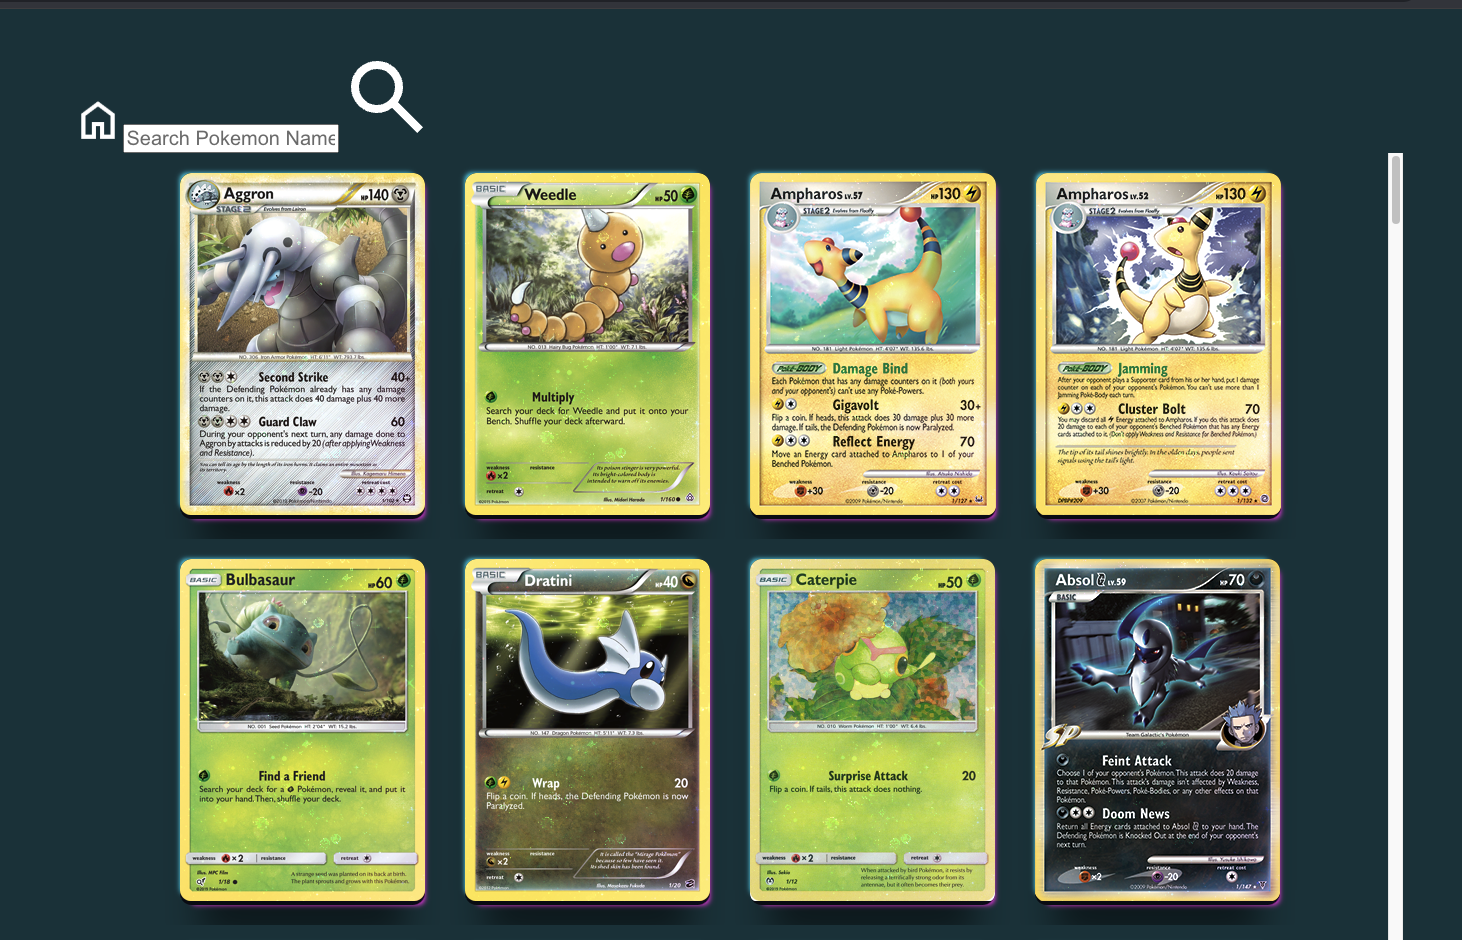 Search Pokemon Name
Aggron HP140
STAGE 2 Evolves from Lairon
NO. 306 Iron Armor Pokémon HT: 6'11" WT: 793.7 lbs.
Second Strike 40+
If the Defending Pokémon already has any damage
counters on it, this attack does 40 damage plus 40 more
damage.
Guard Claw 60
During your opponent's next turn, any damage done to
Aggron by attacks is reduced by 20 (after applying Weakness
and Resistance).
You can tell its age by the length of its iron horns. It claims an entire mountain as
its territory.
Illus. Kagemaru Himeno
weakness resistance retreat cost
×2 -20
1/102
BASIC Weedle HP50
NO. 013 Hairy Bug Pokémon HT: 1'00" WT: 7.1 lbs.
Multiply
Search your deck for Weedle and put it onto your
Bench. Shuffle your deck afterward.
weakness resistance
×2
retreat
Its poison stinger is very powerful.
Its bright-colored body is
intended to warn off its enemies.
Illus. Midori Harada 1/160
Ampharos LV.57 HP130
STAGE2 Evolves from Flaaffy
NO. 181 Light Pokémon HT: 4'07" WT: 135.6 lbs.
Poké-BODY Damage Bind
Each Pokémon that has any damage counters on it (both yours
and your opponent's) can't use any Poké-Powers.
Gigavolt 30+
Flip a coin. If heads, this attack does 30 damage plus 30 more
damage. If tails, the Defending Pokémon is now Paralyzed.
Reflect Energy 70
Move an Energy card attached to Ampharos to 1 of your
Benched Pokémon.
Illus. Atsuko Nishida
weakness resistance retreat cost
+30 -20
©2009 Pokémon/Nintendo 1/127
Ampharos LV.52 HP130
STAGE2 Evolves from Flaaffy
NO. 181 Light Pokémon HT: 4'07" WT: 135.6 lbs.
Poké-BODY Jamming
After your opponent plays a Supporter card from his or her hand, put 1 damage
counter on each of your opponent's Pokémon. You can't use more than 1
Jamming Poké-Body each turn.
Cluster Bolt 70
You may discard all Energy attached to Ampharos. If you do, this attack does
20 damage to each of your opponent's Benched Pokémon that has any Energy
cards attached to it. (Don't apply Weakness and Resistance for Benched Pokémon.)
The tip of its tail shines brightly. In the olden days, people sent
signals using the tail's light.
Illus. Kouki Saitou
weakness resistance retreat cost
+30 -20
DPBP#209 ©2007 Pokémon/Nintendo 1/132
BASIC Bulbasaur HP60
NO. 001 Seed Pokémon HT: 2'04" WT: 15.2 lbs.
Find a Friend
Search your deck for a Pokémon, reveal it, and put it
into your hand. Then, shuffle your deck.
weakness ×2 resistance retreat
Illus. MPC Film
1/18
A strange seed was planted on its back at birth.
The plant sprouts and grows with this Pokémon.
BASIC Dratini HP40
NO. 147 Dragon Pokémon HT: 5'11" WT: 7.3 lbs.
Wrap 20
Flip a coin. If heads, the Defending Pokémon is now
Paralyzed.
weakness resistance
×2
retreat
It is called the "Mirage Pokémon"
because so few have seen it.
Its shed skin has been found.
Illus. Masakazu Fukuda 1/20
BASIC Caterpie HP50
NO. 010 Worm Pokémon HT: 1'00" WT: 6.4 lbs.
Surprise Attack 20
Flip a coin. If tails, this attack does nothing.
weakness ×2 resistance retreat
Illus. Sekio
1/12
When attacked by bird Pokémon, it resists by
releasing a terrifically strong odor from its
antennae, but it often becomes their prey.
Absol G LV.59 HP70
BASIC
Team Galactic's Pokémon
SP
Feint Attack
Choose 1 of your opponent's Pokémon. This attack does 20 damage
to that Pokémon. This attack's damage isn't affected by Weakness,
Resistance, Poké-Powers, Poké-Bodies, or any other effects on that
Pokémon.
Doom News
Return all Energy cards attached to Absol G to your hand. The
Defending Pokémon is Knocked Out at the end of your opponent's
next turn.
Illus. Yusuke Ishikawa
weakness resistance retreat cost
×2 -20
©2009 Pokémon/Nintendo 1/147